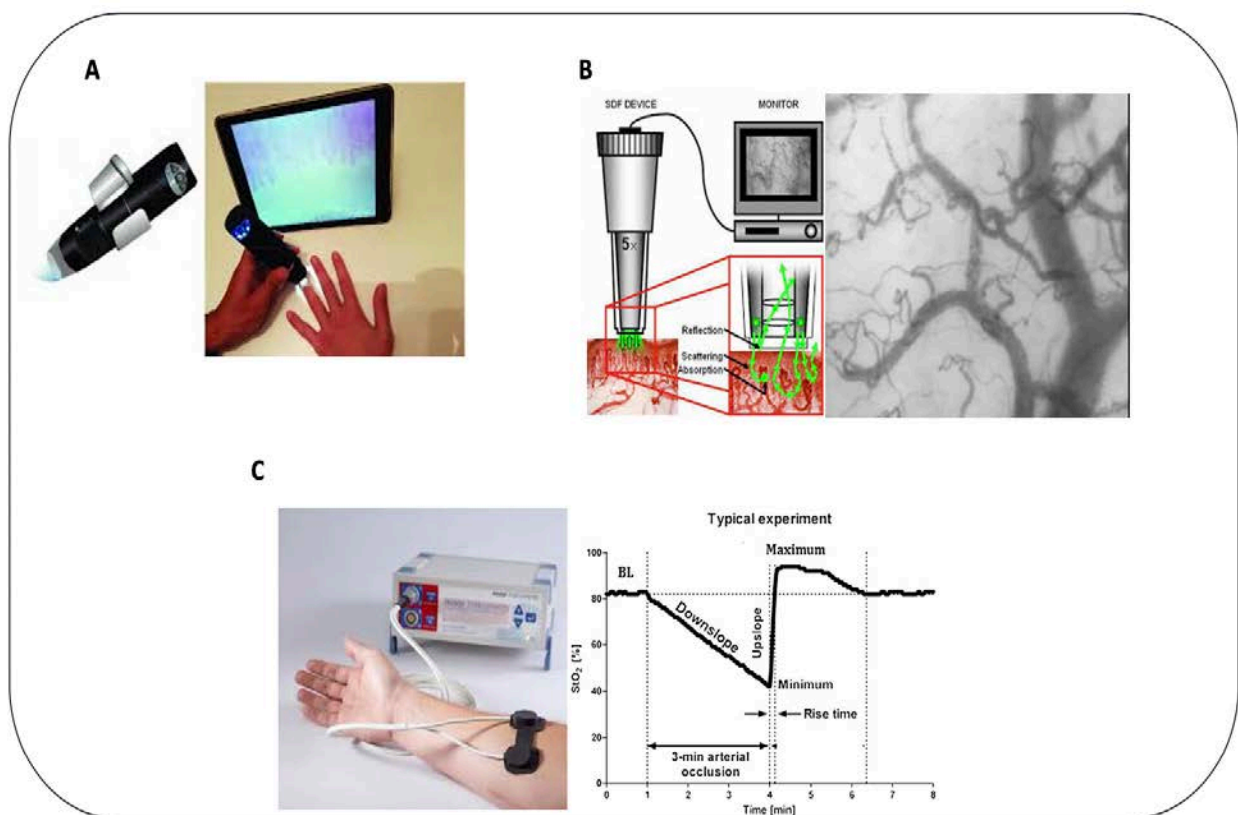 A
B
SDF DEVICE
MONITOR
5x
Reflection
Scattering
Absorption
C
Typical experiment
Maximum
BL
Downslope
Upslope
Minimum
Rise time
3-min arterial
occlusion
StO2 [%]
100
80
60
40
20
0
0 1 2 3 4 5 6 7 8
Time [min]